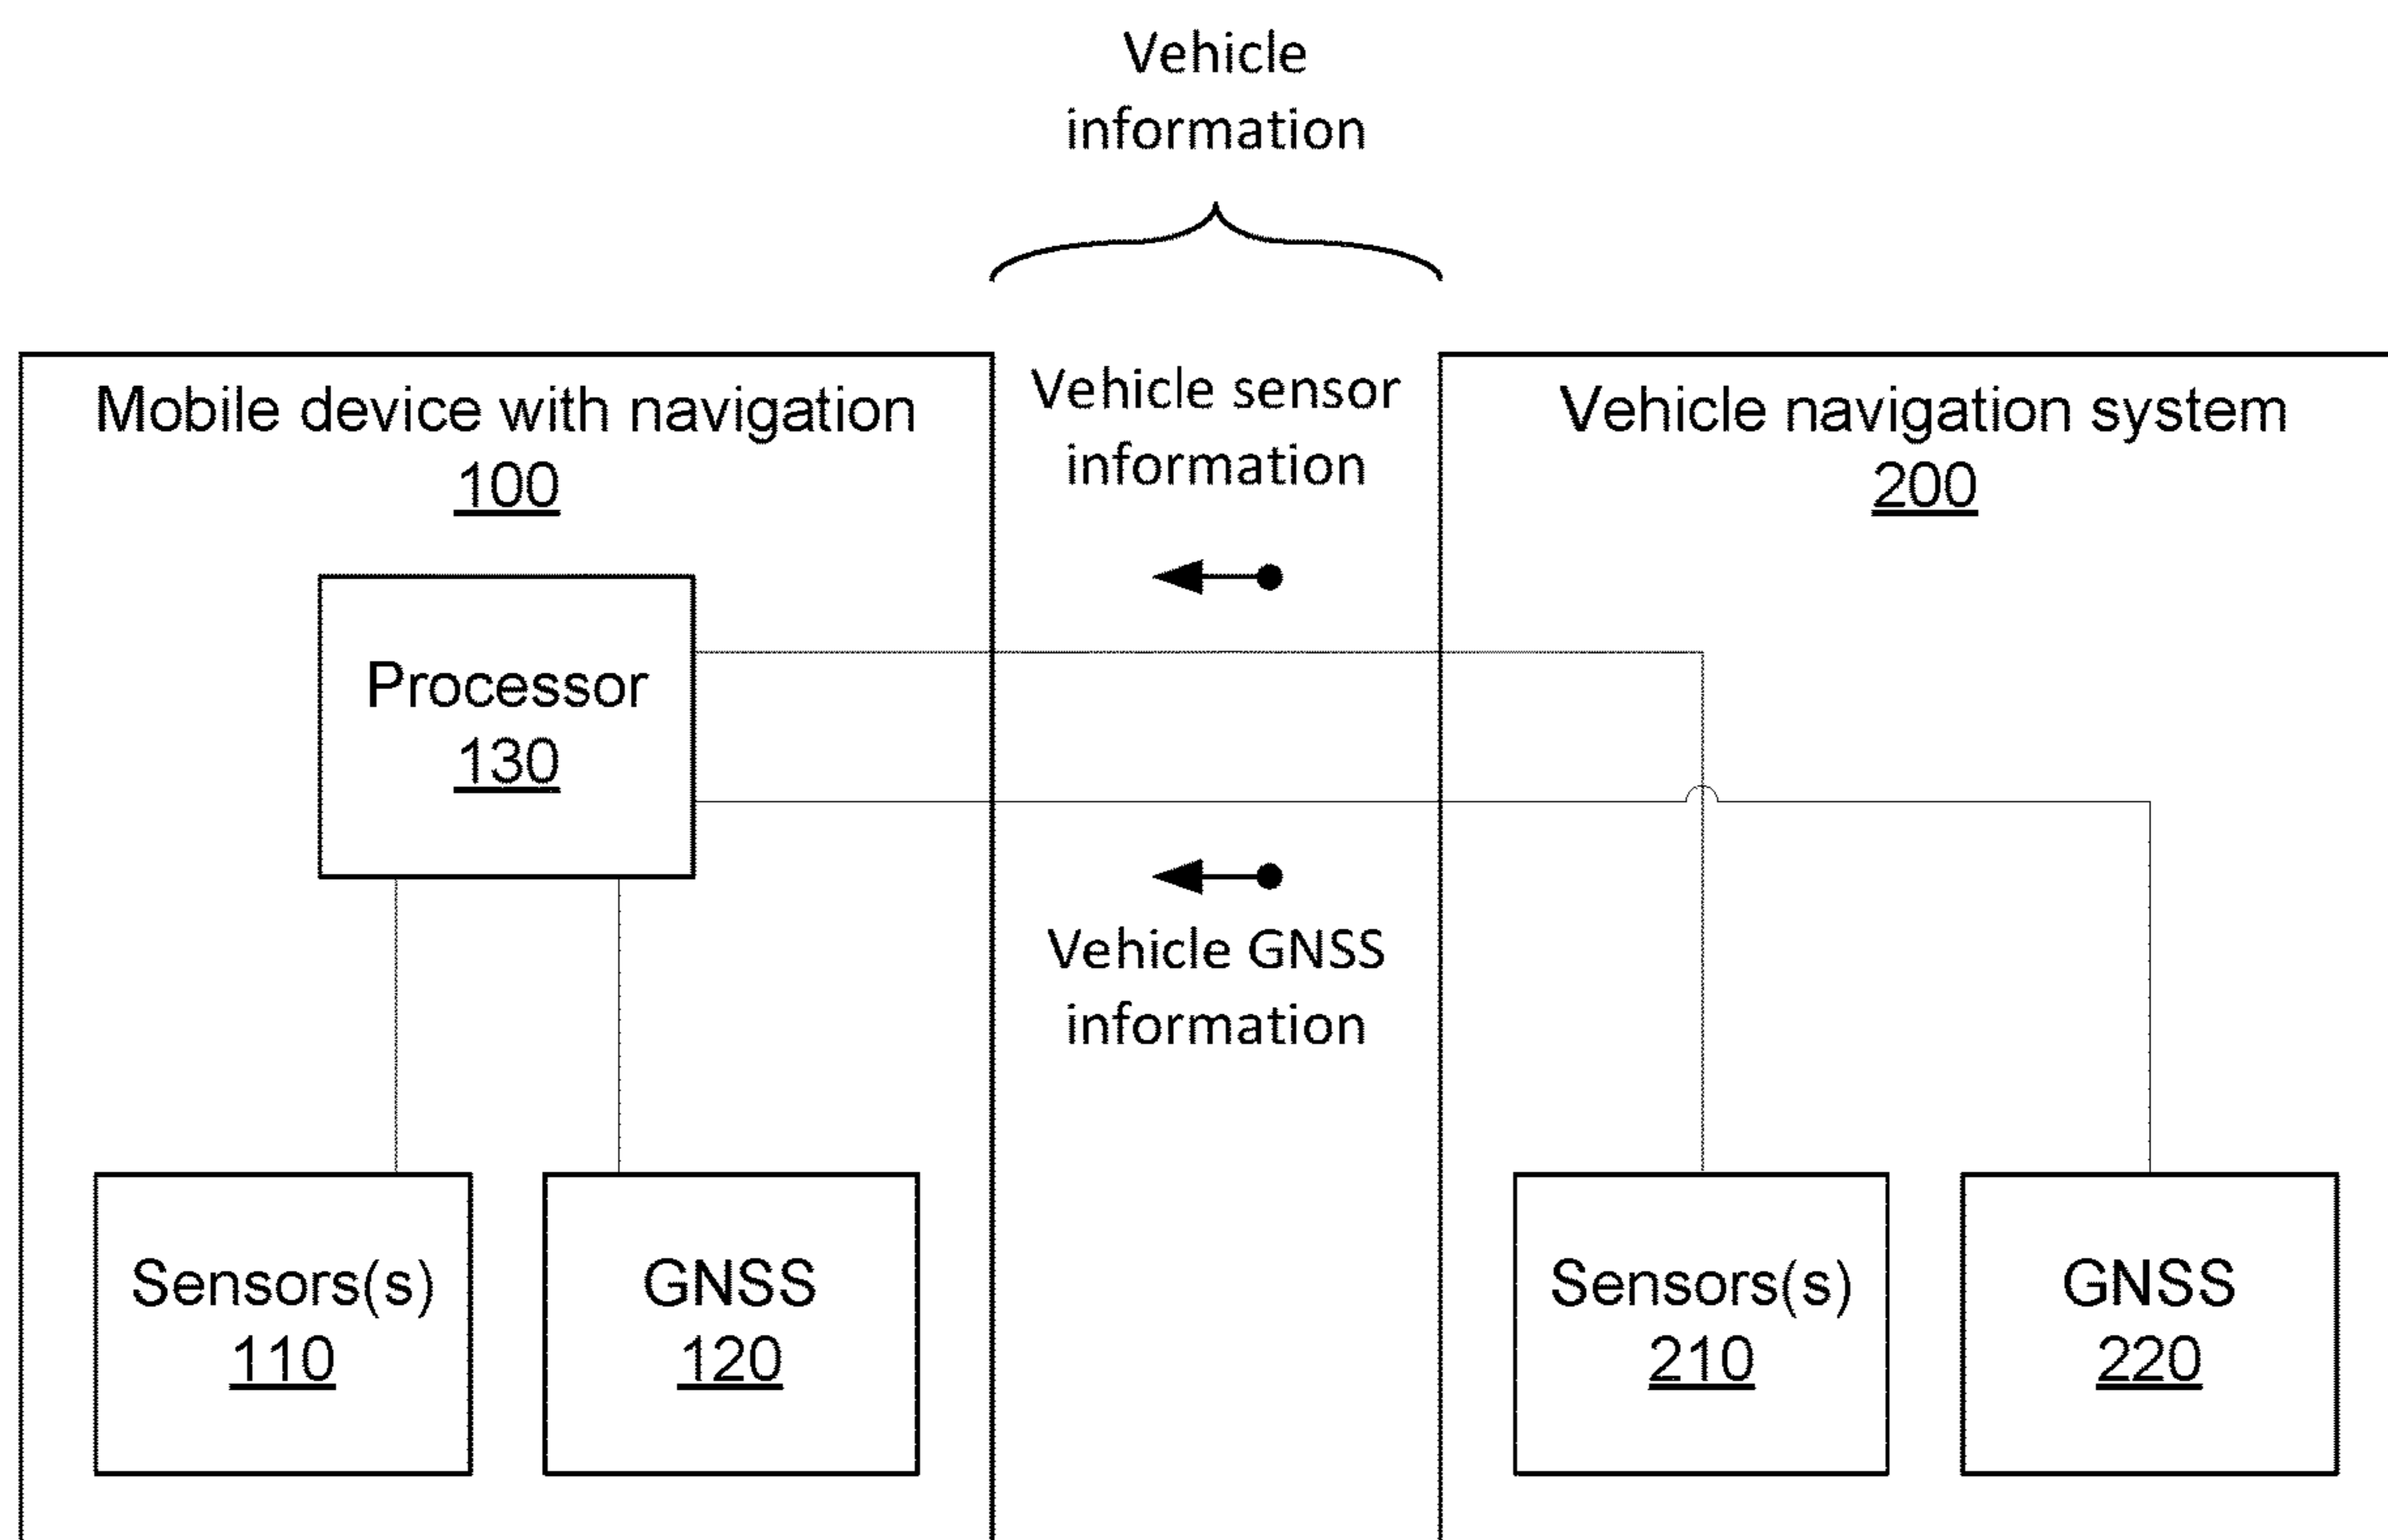 Vehicle
information
Mobile device with navigation
100
Vehicle sensor
information
Vehicle navigation system
200
Processor
130
Vehicle GNSS
information
Sensors(s)
110
GNSS
120
Sensors(s)
210
GNSS
220